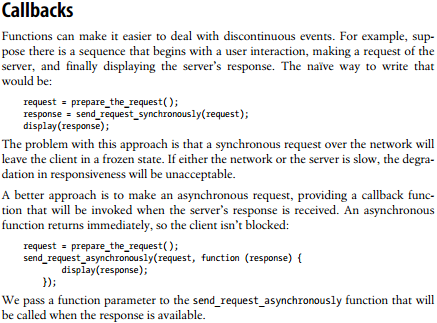 Callbacks
Functions can make it easier to deal with discontinuous events. For example, sup-
pose there is a sequence that begins with a user interaction, making a request of the
server, and finally displaying the server's response. The naïve way to write that
would be:
request = prepare_the_request();
response = send_request_synchronously(request);
display(response);
The problem with this approach is that a synchronous request over the network will
leave the client in a frozen state. If either the network or the server is slow, the degra-
dation in responsiveness will be unacceptable.
A better approach is to make an asynchronous request, providing a callback func-
tion that will be invoked when the server's response is received. An asynchronous
function returns immediately, so the client isn't blocked:
request = prepare_the_request();
send_request_asynchronously(request, function (response) {
display(response);
});
We pass a function parameter to the send_request_asynchronously function that will
be called when the response is available.